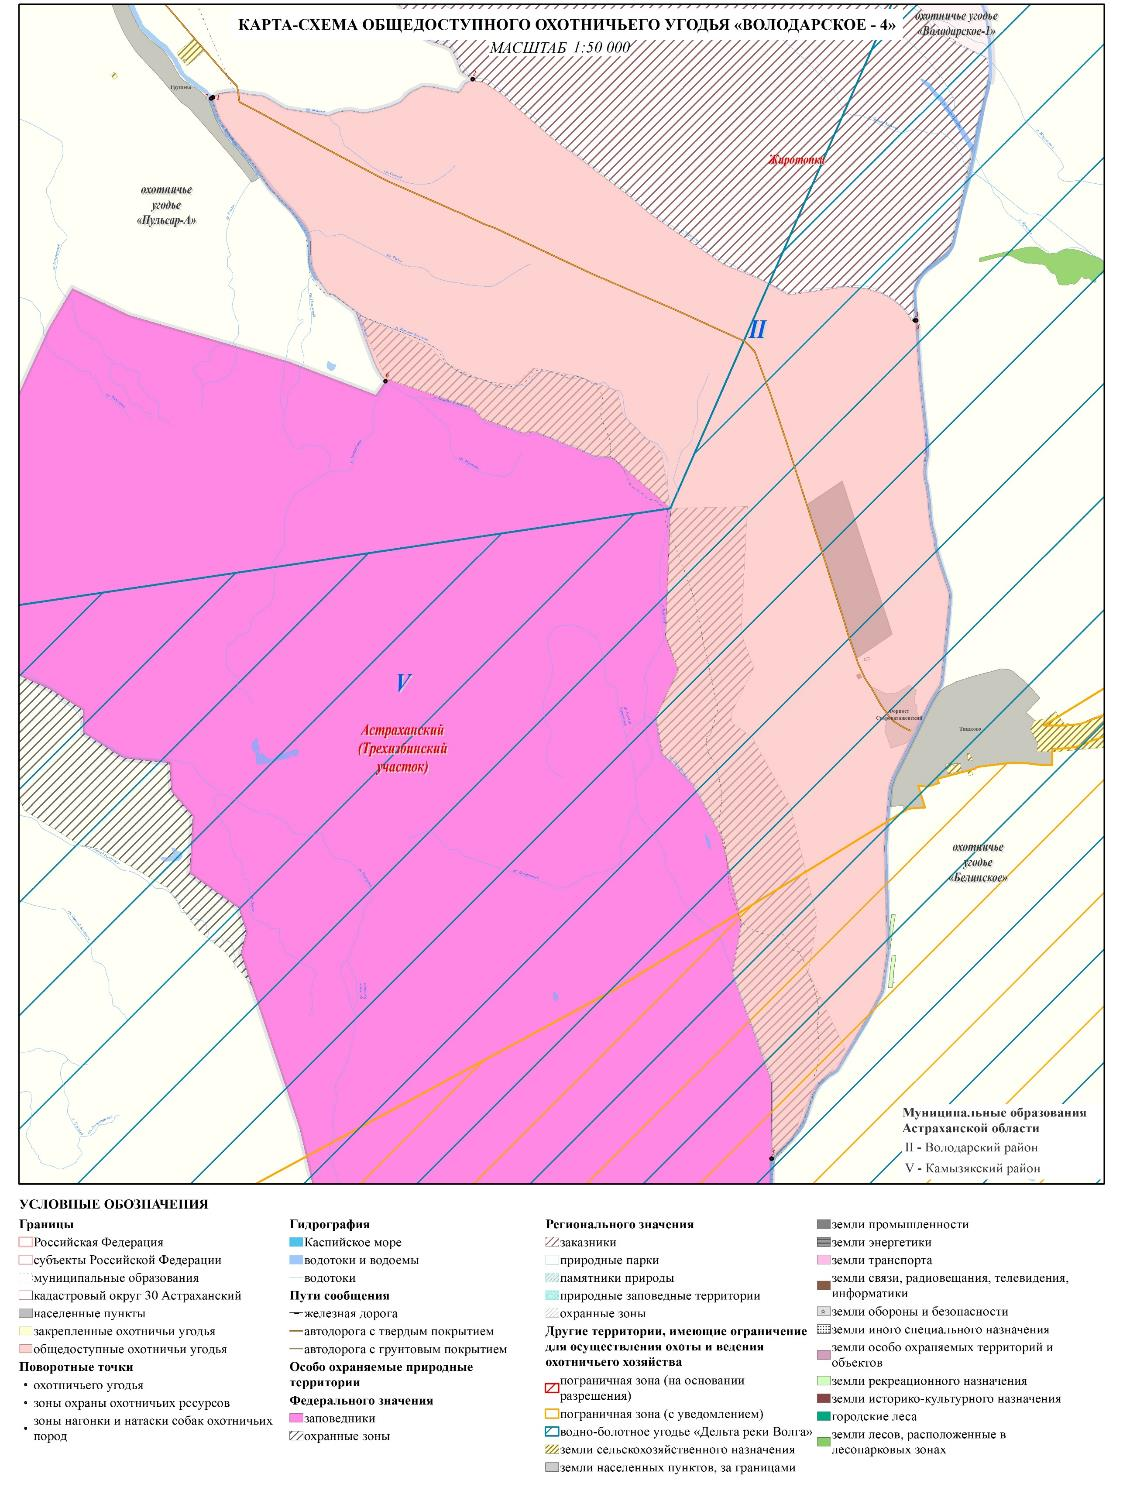 КАРТА-СХЕМА ОБЩЕДОСТУПНОГО ОХОТНИЧЬЕГО УГОДЬЯ «ВОЛОДАРСКОЕ - 4»
МАСШТАБ 1:50 000
охотничье угодье
«Володарское-1»
1
Жиротопка
охотничье
угодье
«Пульсар-А»
II
V
Астраханский
(Трехизбинский
участок)
Тишково
охотничье
угодье
«Белинское»
Муниципальные образования
Астраханской области
II - Володарский район
V - Камызякский район
УСЛОВНЫЕ ОБОЗНАЧЕНИЯ
Границы
Российская Федерация
субъекты Российской Федерации
муниципальные образования
кадастровый округ 30 Астраханский
населенные пункты
закрепленные охотничьи угодья
общедоступные охотничьи угодья
Поворотные точки
охотничьего угодья
зоны охраны охотничьих ресурсов
зоны нагонки и натаски собак охотничьих
пород
Гидрография
Каспийское море
водотоки и водоемы
водотоки
Пути сообщения
железная дорога
автодорога с твердым покрытием
автодорога с грунтовым покрытием
Особо охраняемые природные
территории
Федерального значения
заповедники
охранные зоны
Регионального значения
заказники
природные парки
памятники природы
природные заповедные территории
охранные зоны
Другие территории, имеющие ограничение
для осуществления охоты и ведения
охотничьего хозяйства
пограничная зона (на основании
разрешения)
пограничная зона (с уведомлением)
водно-болотное угодье «Дельта реки Волга»
земли сельскохозяйственного назначения
земли населенных пунктов, за границами
земли промышленности
земли энергетики
земли транспорта
земли связи, радиовещания, телевидения,
информатики
земли обороны и безопасности
земли иного специального назначения
земли особо охраняемых территорий и
объектов
земли рекреационного назначения
земли историко-культурного назначения
городские леса
земли лесов, расположенные в
лесопарковых зонах